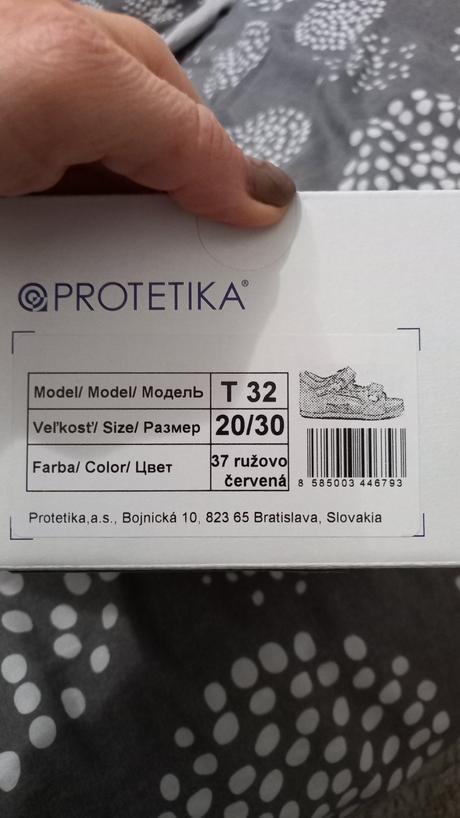 PROTETIKA®
Model/ Model/ Модель T 32
Veľkosť/ Size/ Размер 20/30
Farba/ Color/ Цвет 37 ružovo červená
8 585003 446793
Protetika,a.s., Bojnická 10, 823 65 Bratislava, Slovakia